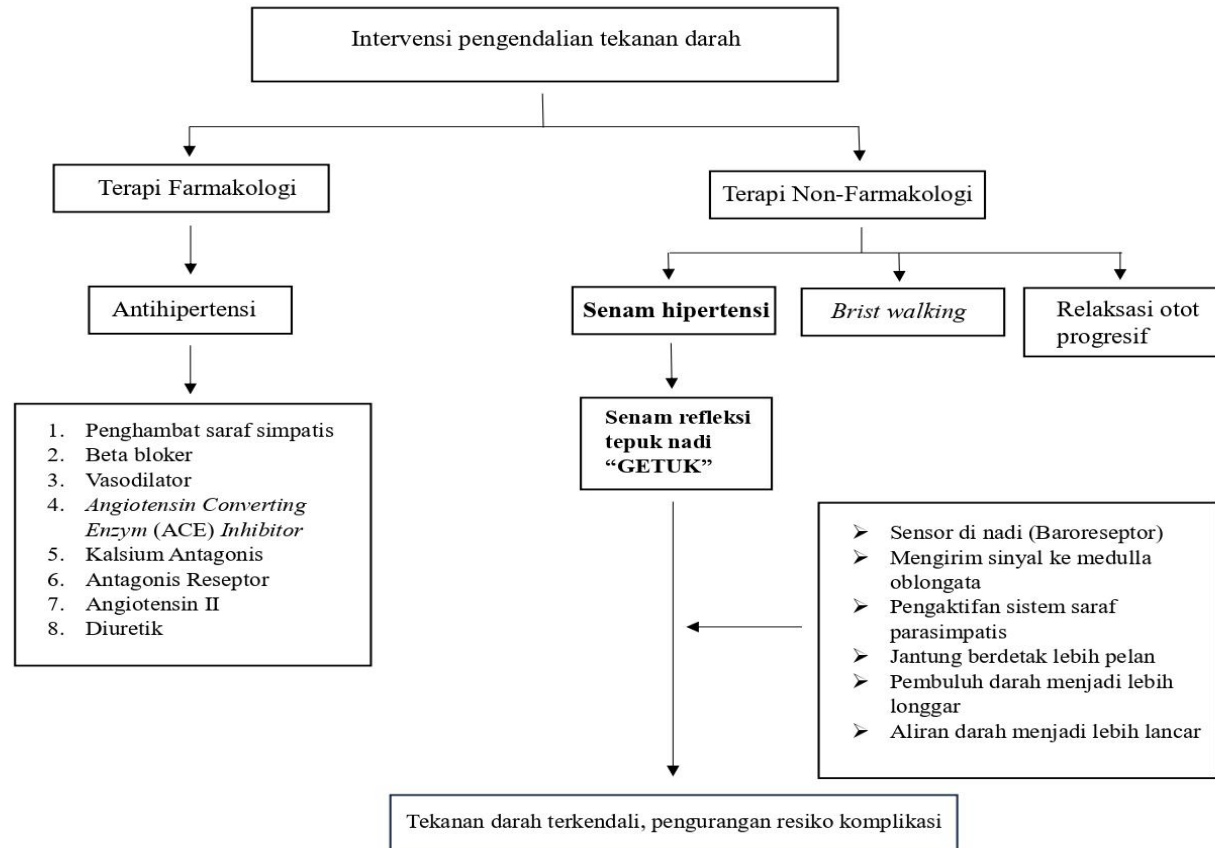 Intervensi pengendalian tekanan darah
Terapi Farmakologi
Terapi Non-Farmakologi
Antihipertensi
Senam hipertensi
Brist walking
Relaksasi otot
progresif
1. Penghambat saraf simpatis
2. Beta bloker
3. Vasodilator
4. Angiotensin Converting
Enzym (ACE) Inhibitor
5. Kalsium Antagonis
6. Antagonis Reseptor
7. Angiotensin II
8. Diuretik
Senam refleksi
tepuk nadi
“GETUK”
➢ Sensor di nadi (Baroreseptor)
➢ Mengirim sinyal ke medulla
oblongata
➢ Pengaktifan sistem saraf
parasimpatis
➢ Jantung berdetak lebih pelan
➢ Pembuluh darah menjadi lebih
longgar
➢ Aliran darah menjadi lebih lancar
Tekanan darah terkendali, pengurangan resiko komplikasi